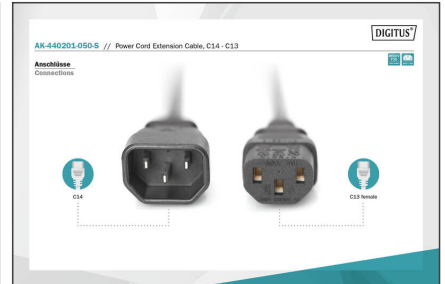 DIGITUS®
AK-440201-050-S // Power Cord Extension Cable, C14 - C13
Anschlüsse
Connections
C14
C13 female